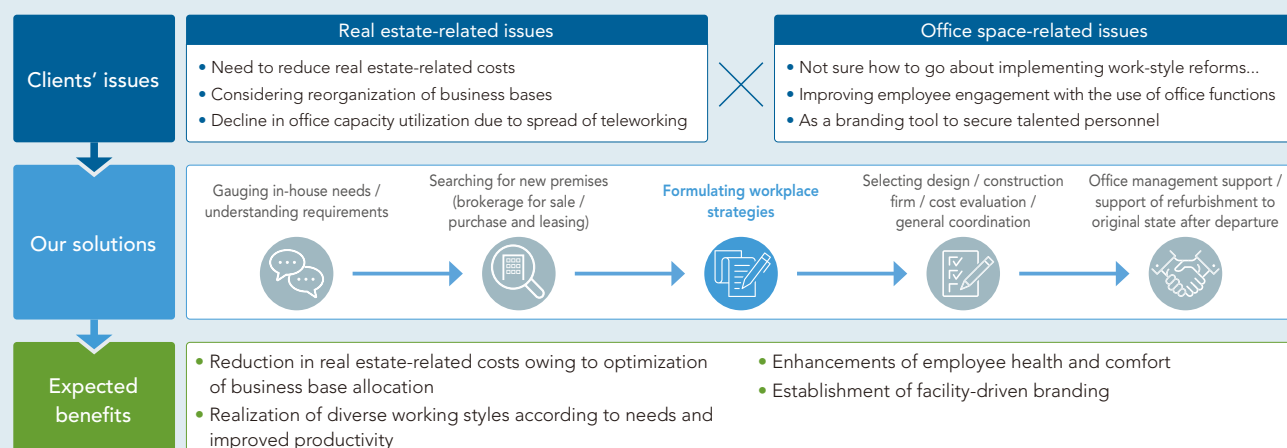 Clients' issues
Real estate-related issues
• Need to reduce real estate-related costs
• Considering reorganization of business bases
• Decline in office capacity utilization due to spread of teleworking
Office space-related issues
• Not sure how to go about implementing work-style reforms...
• Improving employee engagement with the use of office functions
• As a branding tool to secure talented personnel
Our solutions
Gauging in-house needs /
understanding requirements
Searching for new premises
(brokerage for sale /
purchase and leasing)
Formulating workplace
strategies
Selecting design / construction
firm / cost evaluation /
general coordination
Office management support /
support of refurbishment to
original state after departure
Expected
benefits
• Reduction in real estate-related costs owing to optimization
of business base allocation
• Realization of diverse working styles according to needs and
improved productivity
• Enhancements of employee health and comfort
• Establishment of facility-driven branding